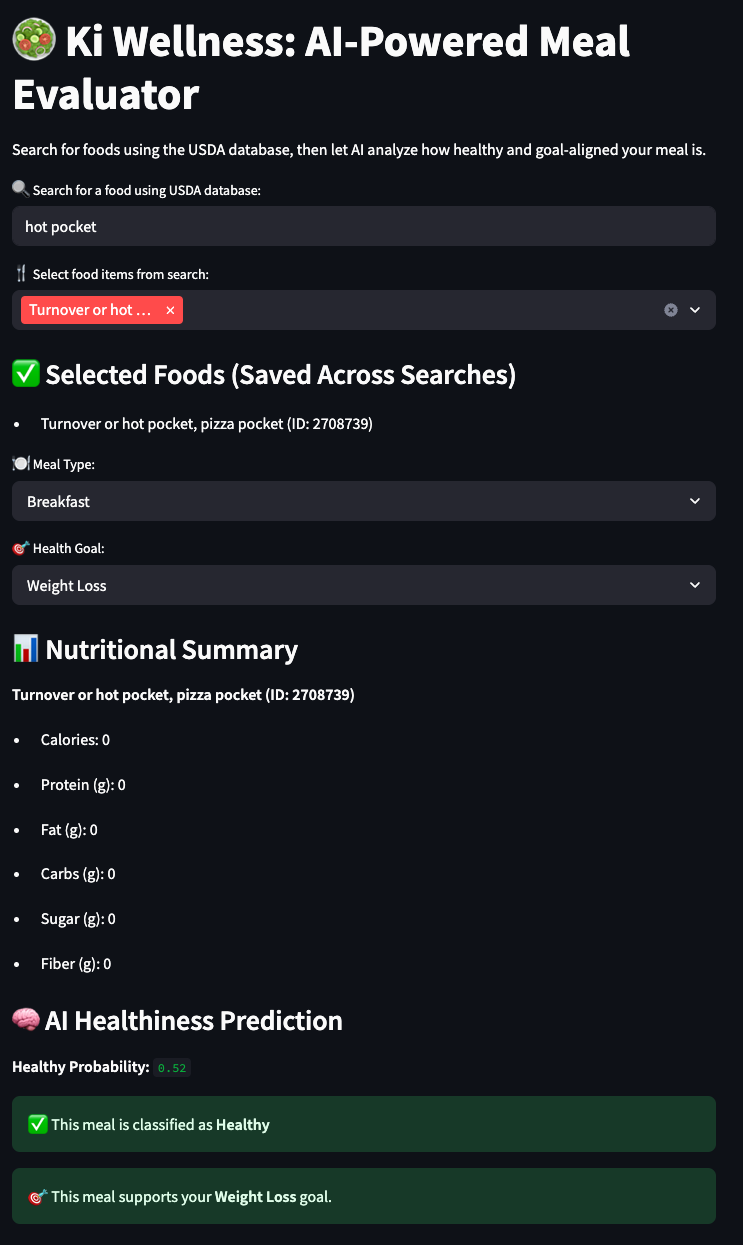 Ki Wellness: AI-Powered Meal
Evaluator
Search for foods using the USDA database, then let AI analyze how healthy and goal-aligned your meal is.
Search for a food using USDA database:
hot pocket
Select food items from search:
Turnover or hot …
Selected Foods (Saved Across Searches)
Turnover or hot pocket, pizza pocket (ID: 2708739)
Meal Type:
Breakfast
Health Goal:
Weight Loss
Nutritional Summary
Turnover or hot pocket, pizza pocket (ID: 2708739)
Calories: 0
Protein (g): 0
Fat (g): 0
Carbs (g): 0
Sugar (g): 0
Fiber (g): 0
AI Healthiness Prediction
Healthy Probability: 0.52
This meal is classified as Healthy
This meal supports your Weight Loss goal.